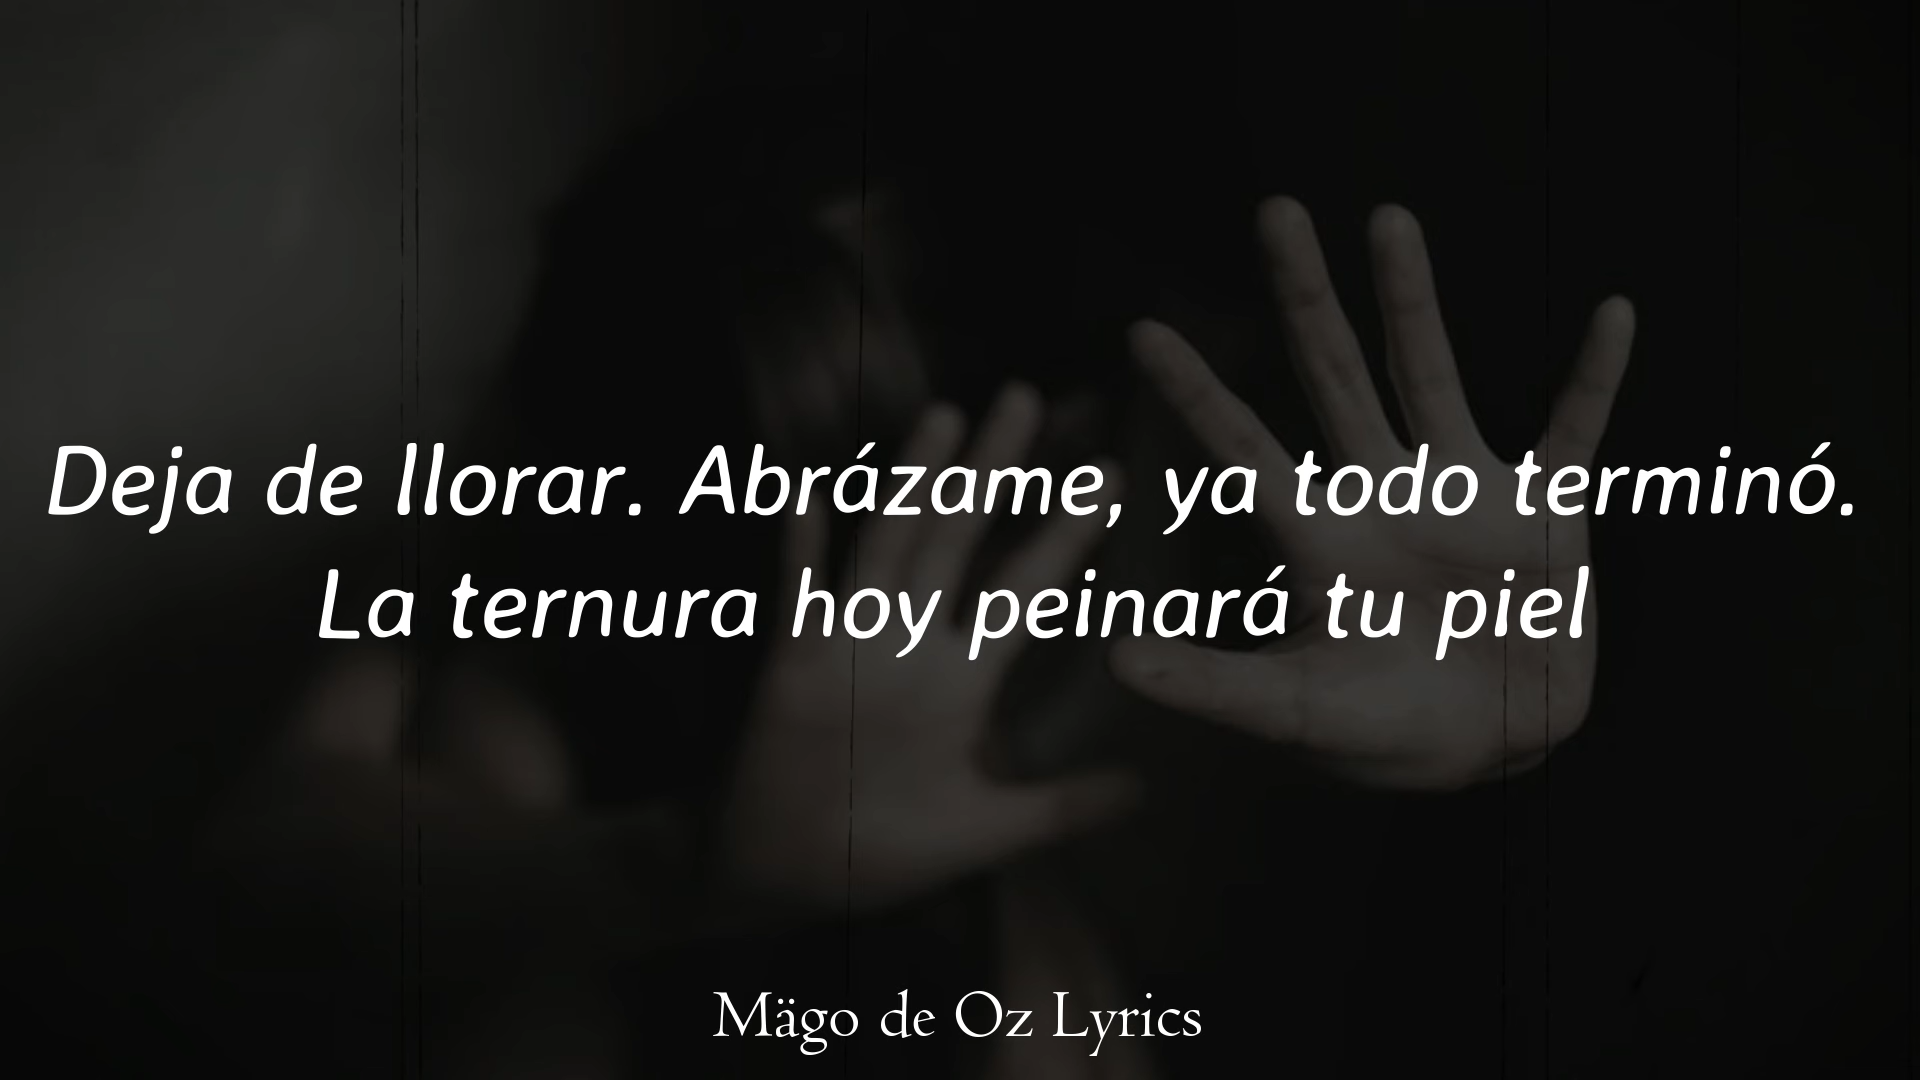 Deja de llorar. Abrázame, ya todo terminó.
La ternura hoy peinará tu piel
Mägo de Oz Lyrics